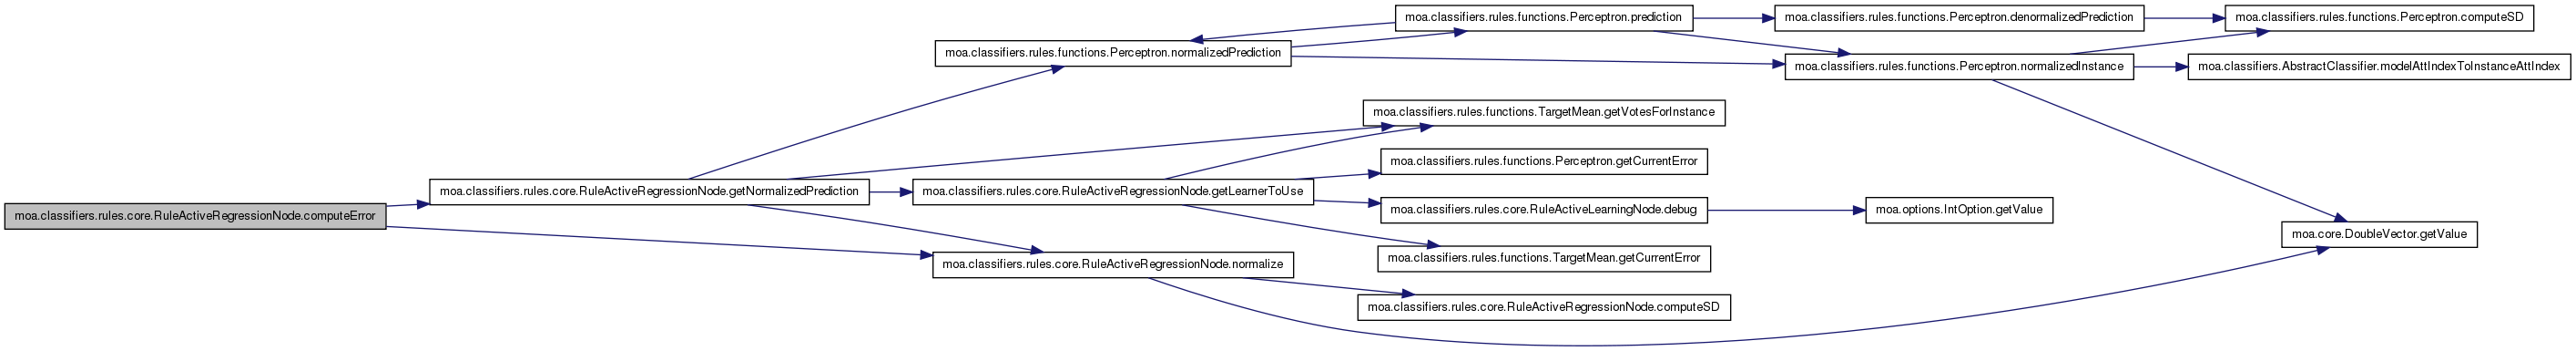 moa.classifiers.rules.functions.Perceptron.prediction
moa.classifiers.rules.functions.Perceptron.denormalizedPrediction
moa.classifiers.rules.functions.Perceptron.computeSD
moa.classifiers.rules.functions.Perceptron.normalizedPrediction
moa.classifiers.rules.functions.Perceptron.normalizedInstance
moa.classifiers.AbstractClassifier.modelAttIndexToInstanceAttIndex
moa.classifiers.rules.functions.TargetMean.getVotesForInstance
moa.classifiers.rules.functions.Perceptron.getCurrentError
moa.classifiers.rules.core.RuleActiveRegressionNode.getNormalizedPrediction
moa.classifiers.rules.core.RuleActiveRegressionNode.getLearnerToUse
moa.classifiers.rules.core.RuleActiveRegressionNode.computeError
moa.classifiers.rules.core.RuleActiveLearningNode.debug
moa.options.IntOption.getValue
moa.core.DoubleVector.getValue
moa.classifiers.rules.core.RuleActiveRegressionNode.normalize
moa.classifiers.rules.functions.TargetMean.getCurrentError
moa.classifiers.rules.core.RuleActiveRegressionNode.computeSD